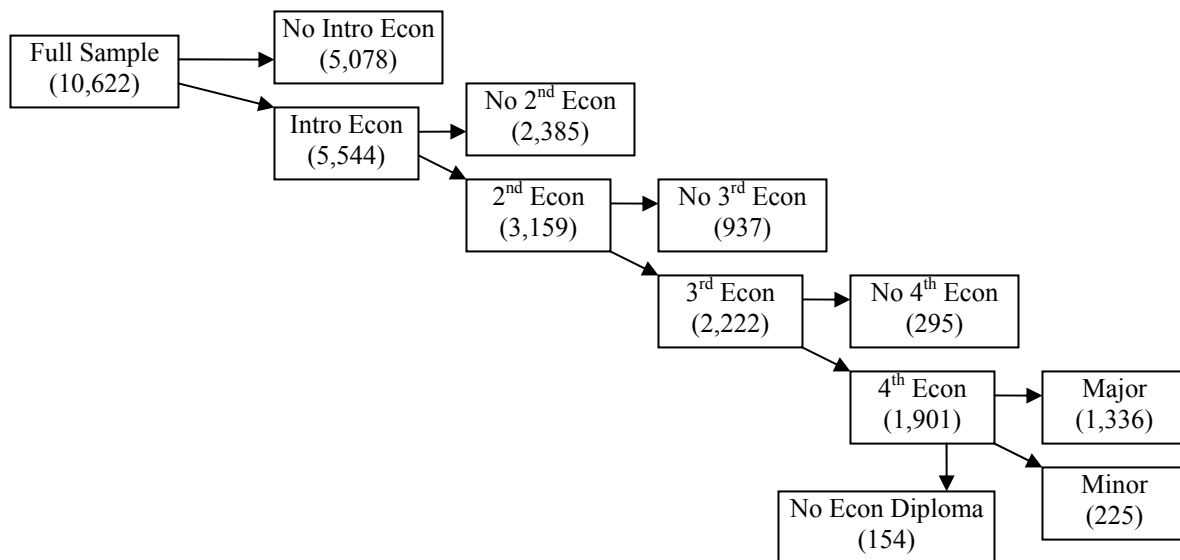 Full Sample
(10,622)
No Intro Econ
(5,078)
Intro Econ
(5,544)
No 2nd Econ
(2,385)
2nd Econ
(3,159)
No 3rd Econ
(937)
3rd Econ
(2,222)
No 4th Econ
(295)
4th Econ
(1,901)
Major
(1,336)
Minor
(225)
No Econ Diploma
(154)